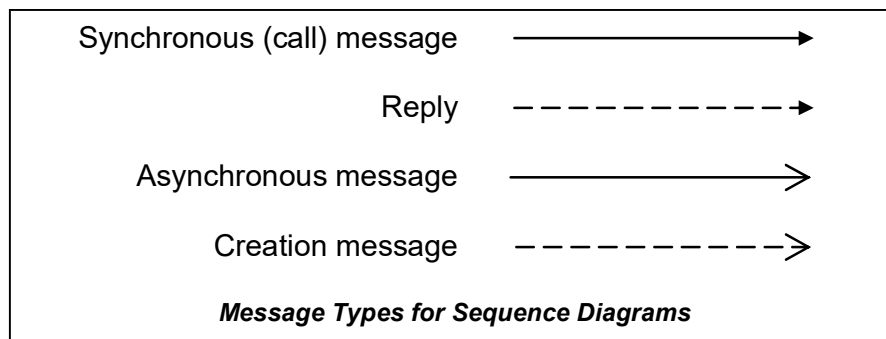 Synchronous (call) message
Reply
Asynchronous message
Creation message
Message Types for Sequence Diagrams